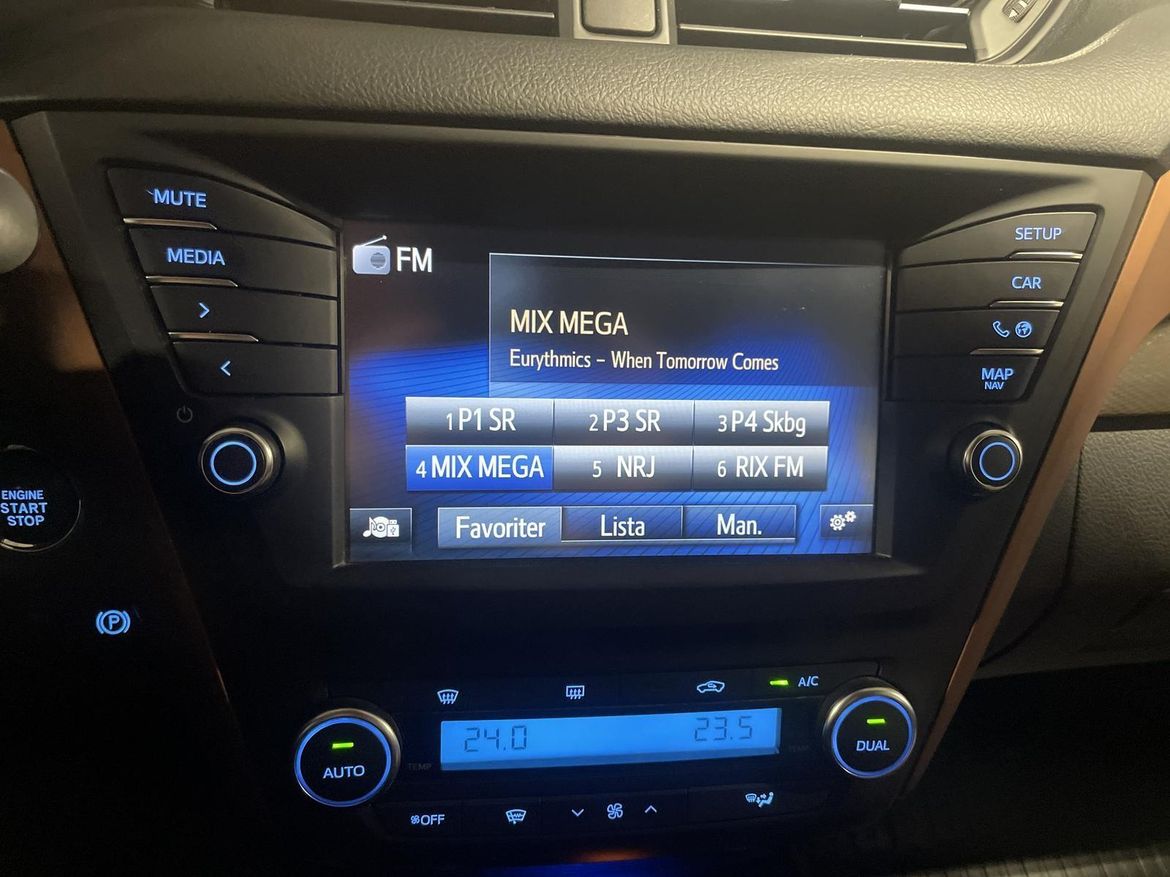 MUTE
MEDIA
SETUP
CAR
MAP
NAV
FM
MIX MEGA
Eurythmics – When Tomorrow Comes
1 P1 SR
2 P3 SR
3 P4 Skbg
4 MIX MEGA
5 NRJ
6 RIX FM
Favoriter
Lista
Man.
ENGINE
START
STOP
P
A/C
24.0
23.5
TEMP
TEMP
AUTO
DUAL
OFF